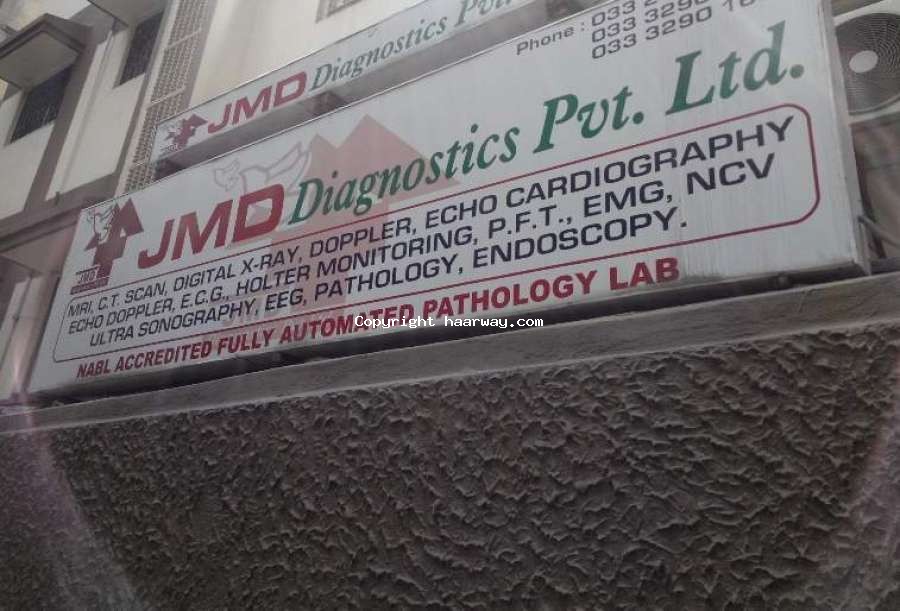 JMD Diagnostics Pvt.
Phone : 033
033 3290
033 3290
JMD Diagnostics Pvt. Ltd.
MRI, C.T. SCAN, DIGITAL X-RAY, DOPPLER, ECHO CARDIOGRAPHY
ECHO DOPPLER, E.C.G., HOLTER MONITORING, P.F.T., EMG, NCV
ULTRA SONOGRAPHY, EEG, PATHOLOGY, ENDOSCOPY.
NABL ACCREDITED FULLY AUTOMATED PATHOLOGY LAB
Copyright haarway.com